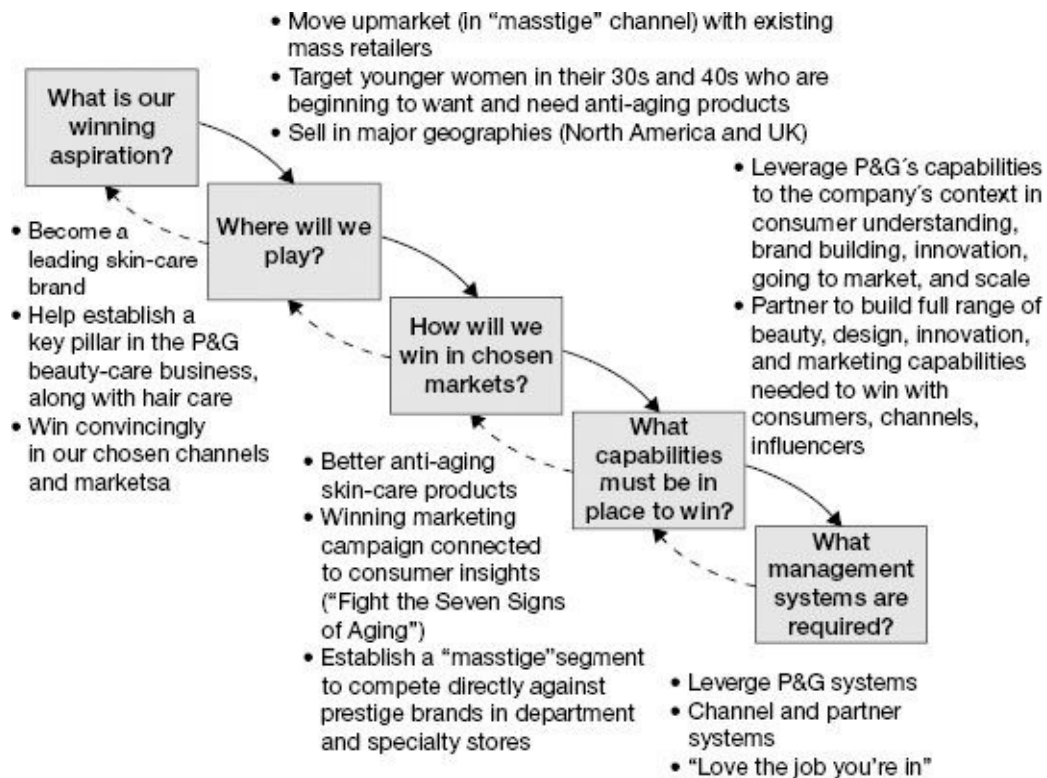 What is our
winning
aspiration?
• Become a
leading skin-care
brand
• Help establish a
key pillar in the P&G
beauty-care business,
along with hair care
• Win convincingly
in our chosen channels
and marketsa
Where will we
play?
• Move upmarket (in “masstige” channel) with existing
mass retailers
• Target younger women in their 30s and 40s who are
beginning to want and need anti-aging products
• Sell in major geographies (North America and UK)
How will we
win in chosen
markets?
• Better anti-aging
skin-care products
• Winning marketing
campaign connected
to consumer insights
(“Fight the Seven Signs
of Aging”)
• Establish a “masstige”segment
to compete directly against
prestige brands in department
and specialty stores
What
capabilities
must be in
place to win?
• Leverage P&G´s capabilities
to the company´s context in
consumer understanding,
brand building, innovation,
going to market, and scale
• Partner to build full range of
beauty, design, innovation,
and marketing capabilities
needed to win with
consumers, channels,
influencers
What
management
systems are
required?
• Leverge P&G systems
• Channel and partner
systems
• “Love the job you're in”